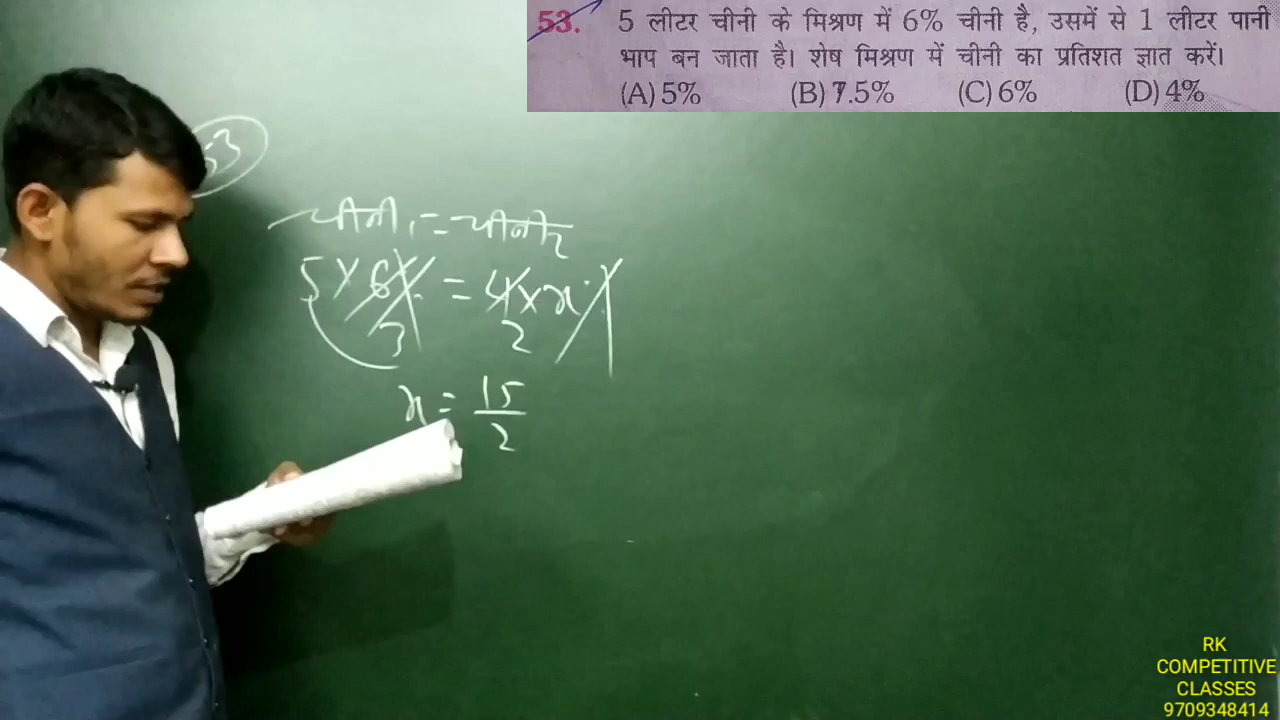 53. 5 लीटर चीनी के मिश्रण में 6% चीनी है, उसमें से 1 लीटर पानी
भाप बन जाता है। शेष मिश्रण में चीनी का प्रतिशत ज्ञात करें।
(A) 5% (B) 7.5% (C) 6% (D) 4%
53
चीनी₁ = चीनी₂
5 × 6% = 4 × x%
3 2
x = 15/2
RK
COMPETITIVE
CLASSES
9709348414